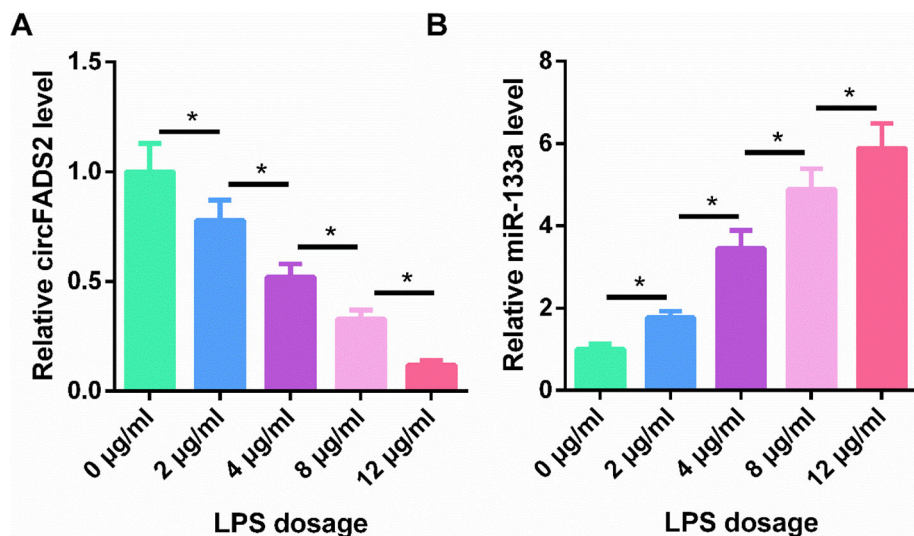 A
Relative circFADS2 level
1.5
1.0
0.5
0.0
*
*
*
*
0 µg/ml
2 µg/ml
4 µg/ml
8 µg/ml
12 µg/ml
LPS dosage
B
Relative miR-133a level
8
6
4
2
0
*
*
*
*
0 µg/ml
2 µg/ml
4 µg/ml
8 µg/ml
12 µg/ml
LPS dosage